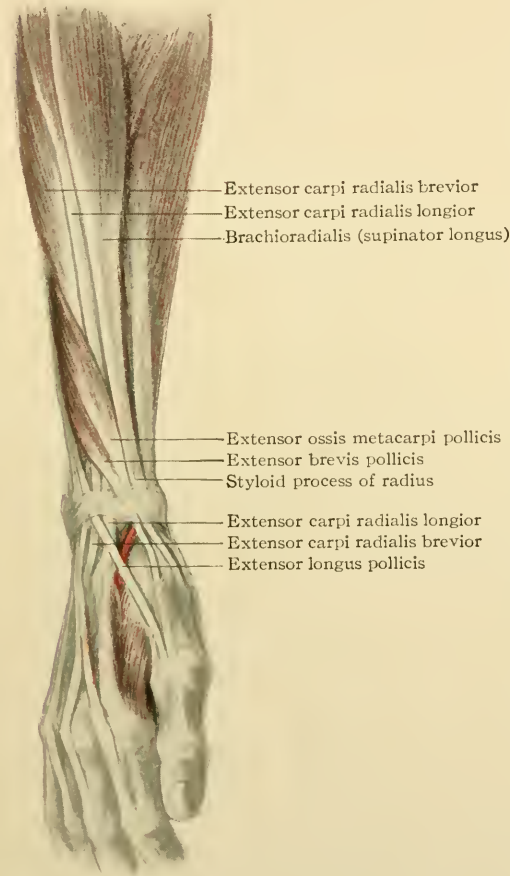 Extensor carpi radialis brevior
Extensor carpi radialis longior
Brachioradialis (supinator longus)
Extensor ossis metacarpi pollicis
Extensor brevis pollicis
Styloid process of radius
Extensor carpi radialis longior
Extensor carpi radialis brevior
Extensor longus pollicis